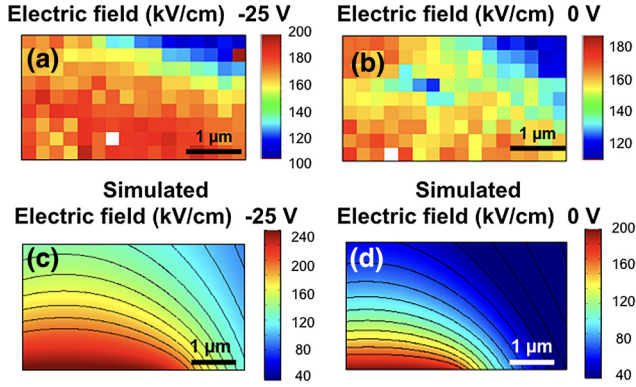 Electric field (kV/cm) -25 V
Electric field (kV/cm) 0 V
(a)
1 µm
200
180
160
140
120
100
(b)
1 µm
180
160
140
120
Simulated
Electric field (kV/cm) -25 V
Simulated
Electric field (kV/cm) 0 V
(c)
1 µm
240
200
160
120
80
40
(d)
1 µm
200
160
120
80
40